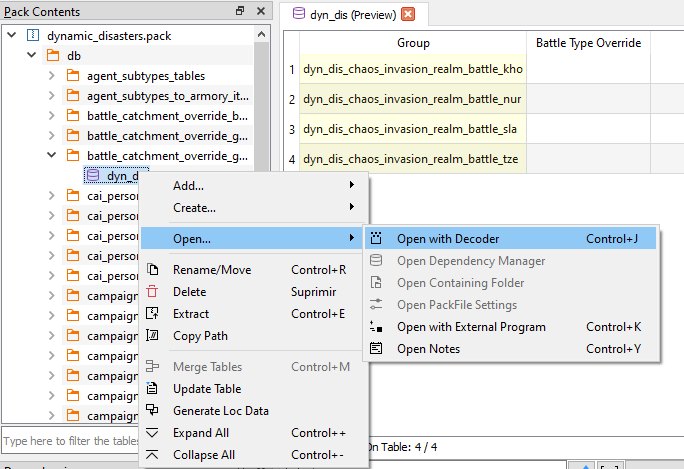 Pack Contents
dynamic_disasters.pack
db
agent_subtypes_tables
agent_subtypes_to_armory_it...
battle_catchment_override_b...
battle_catchment_override_g...
dyn_d
cai_person
cai_person
cai_person
cai_person
cai_person
campaign
campaign
campaign
campaign
campaign
campaign
campaign
Type here to filter the tables
dyn_dis (Preview)
Group
Battle Type Override
1 dyn_dis_chaos_invasion_realm_battle_kho
2 dyn_dis_chaos_invasion_realm_battle_nur
3 dyn_dis_chaos_invasion_realm_battle_sla
4 dyn_dis_chaos_invasion_realm_battle_tze
Add...
Create...
Open...
Rename/Move Control+R
Delete Suprimir
Extract Control+E
Copy Path
Merge Tables Control+M
Update Table
Generate Loc Data
Expand All Control++
Collapse All Control+-
Open with Decoder Control+J
Open Dependency Manager
Open Containing Folder
Open PackFile Settings
Open with External Program Control+K
Open Notes Control+Y
On Table: 4 / 4